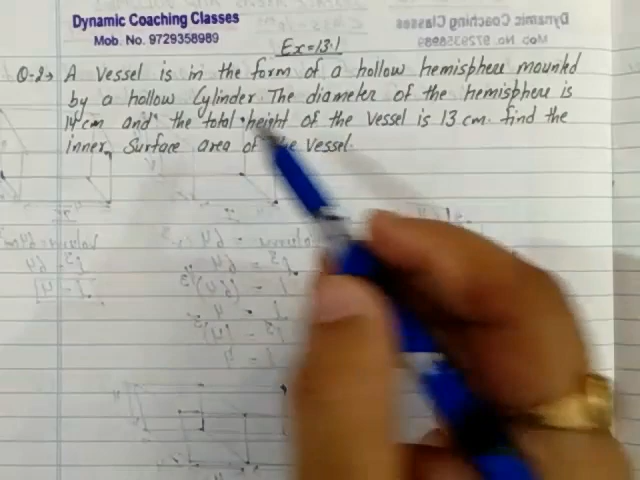 Dynamic Coaching Classes
Mob. No. 9729358989
Ex=13.1
Q-2→ A vessel is in the form of a hollow hemisphere mounted
by a hollow Cylinder. The diameter of the hemisphere is
14 cm and the total height of the vessel is 13 cm. find the
inner Surface area of the vessel.